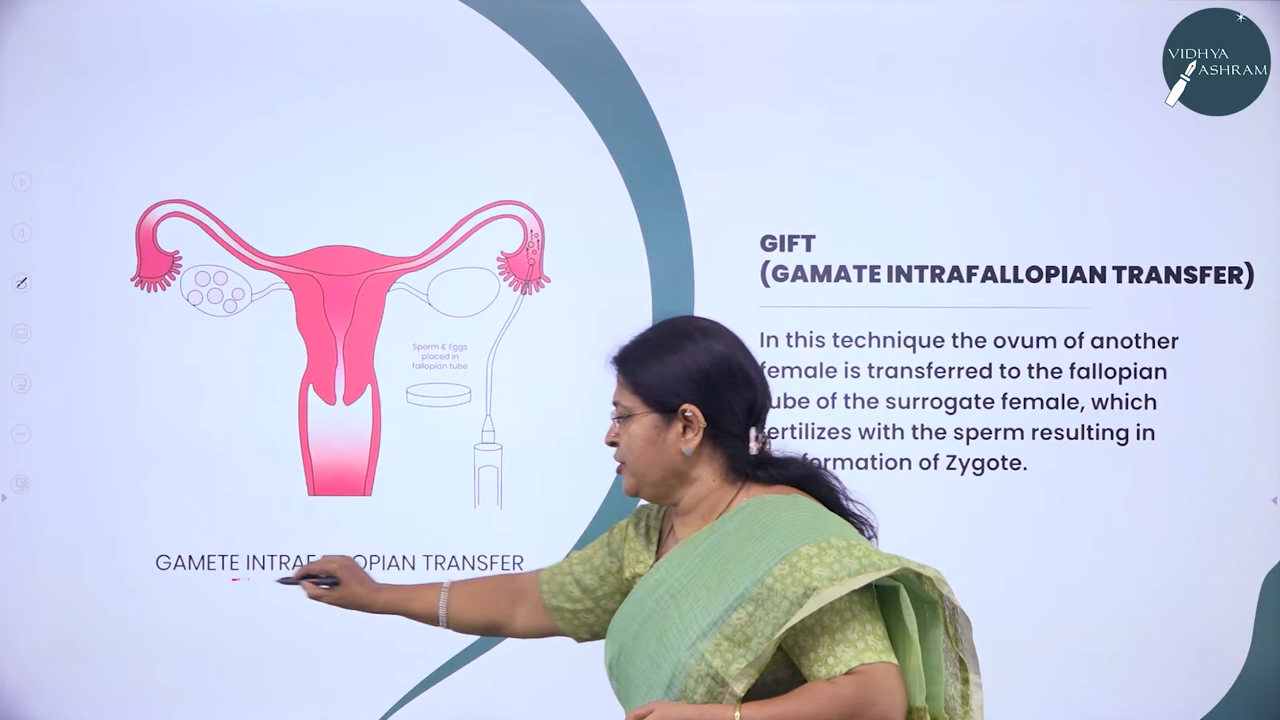 VIDHYA
ASHRAM
GIFT
(GAMATE INTRAFALLOPIAN TRANSFER)
In this technique the ovum of another
female is transferred to the fallopian
tube of the surrogate female, which
fertilizes with the sperm resulting in
formation of Zygote.
Sperm & Eggs
placed in
fallopian tube
GAMETE INTRAF OPIAN TRANSFER